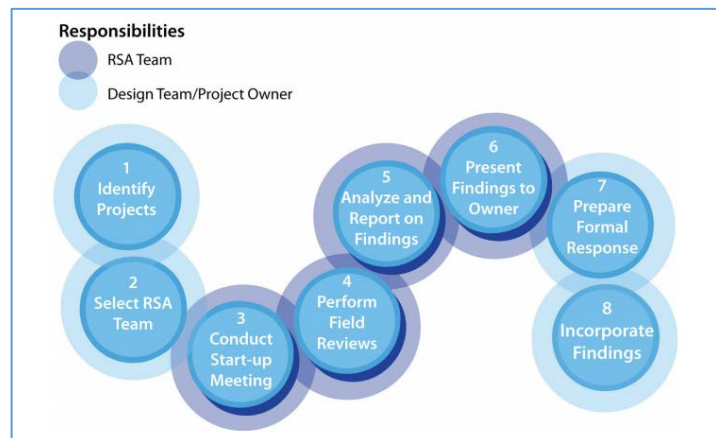 Responsibilities
RSA Team
Design Team/Project Owner
1
Identify
Projects
2
Select RSA
Team
3
Conduct
Start-up
Meeting
4
Perform
Field
Reviews
5
Analyze and
Report on
Findings
6
Present
Findings to
Owner
7
Prepare
Formal
Response
8
Incorporate
Findings